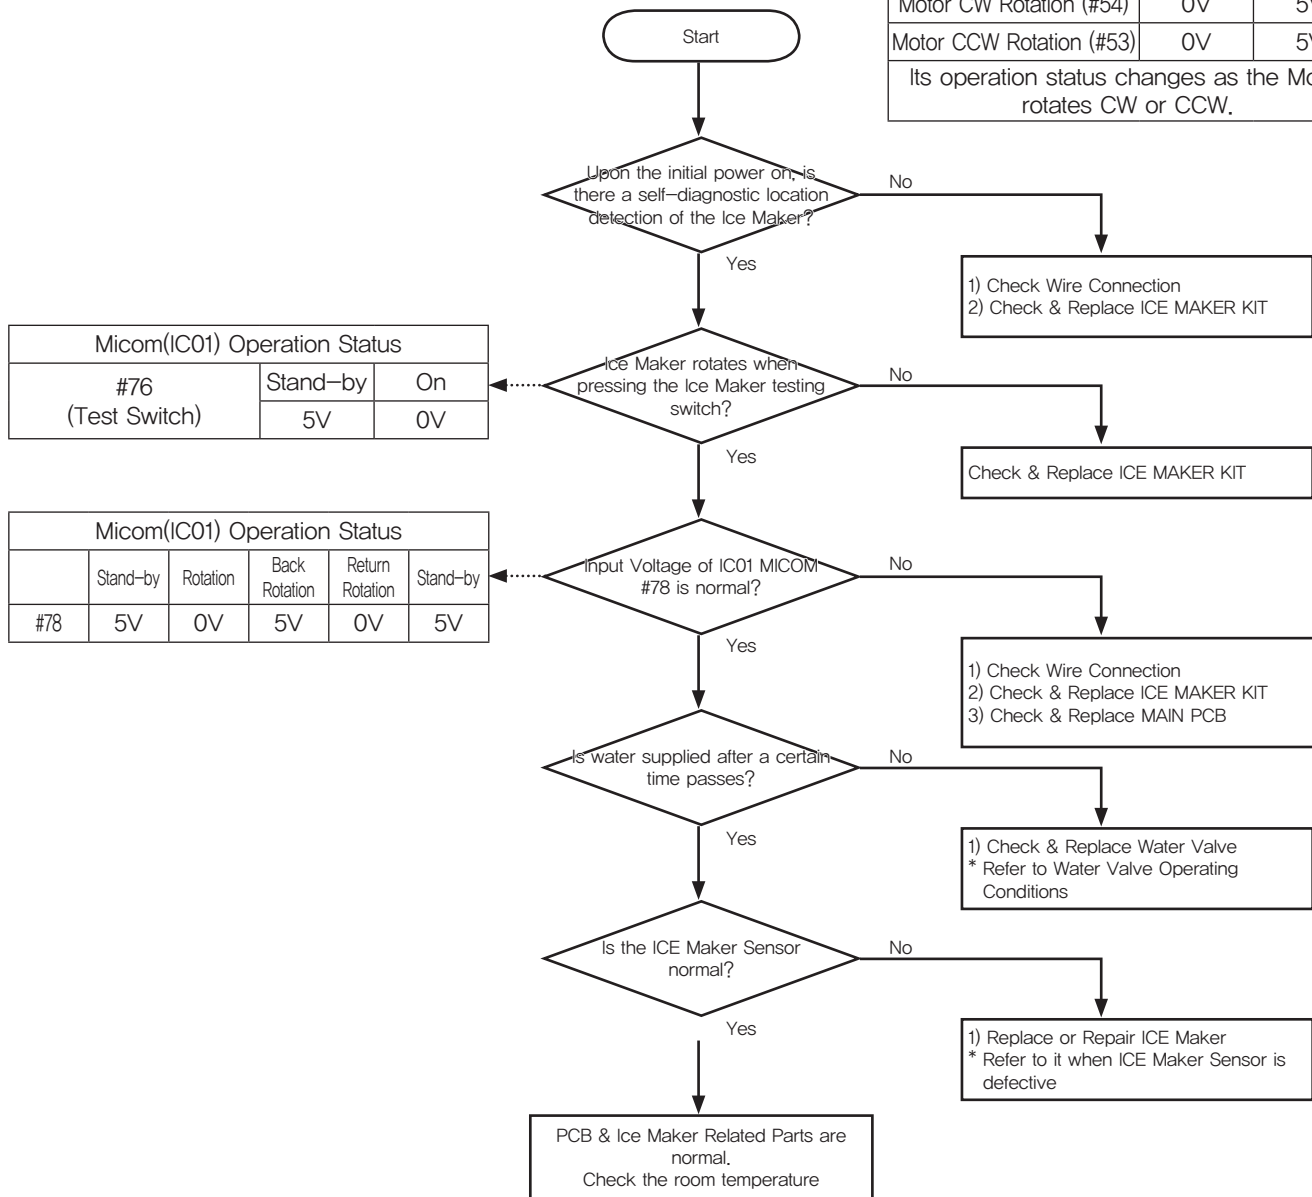 Start
Motor CW Rotation (#54) 0V
Motor CCW Rotation (#53) 0V
Its operation status changes as the
rotates CW or CCW.
Upon the initial power on, is
there a self-diagnostic location
detection of the Ice Maker?
No
Yes
1) Check Wire Connection
2) Check & Replace ICE MAKER KIT
Micom(IC01) Operation Status
#76
(Test Switch)
Stand-by On
5V 0V
Ice Maker rotates when
pressing the Ice Maker testing
switch?
No
Yes
Check & Replace ICE MAKER KIT
Micom(IC01) Operation Status
Stand-by Rotation Back Rotation Return Rotation Stand-by
#78 5V 0V 5V 0V 5V
Input Voltage of IC01 MICOM
#78 is normal?
No
Yes
1) Check Wire Connection
2) Check & Replace ICE MAKER KIT
3) Check & Replace MAIN PCB
Is water supplied after a certain
time passes?
No
Yes
1) Check & Replace Water Valve
* Refer to Water Valve Operating
Conditions
Is the ICE Maker Sensor
normal?
No
Yes
1) Replace or Repair ICE Maker
* Refer to it when ICE Maker Sensor is
defective
PCB & Ice Maker Related Parts are
normal.
Check the room temperature